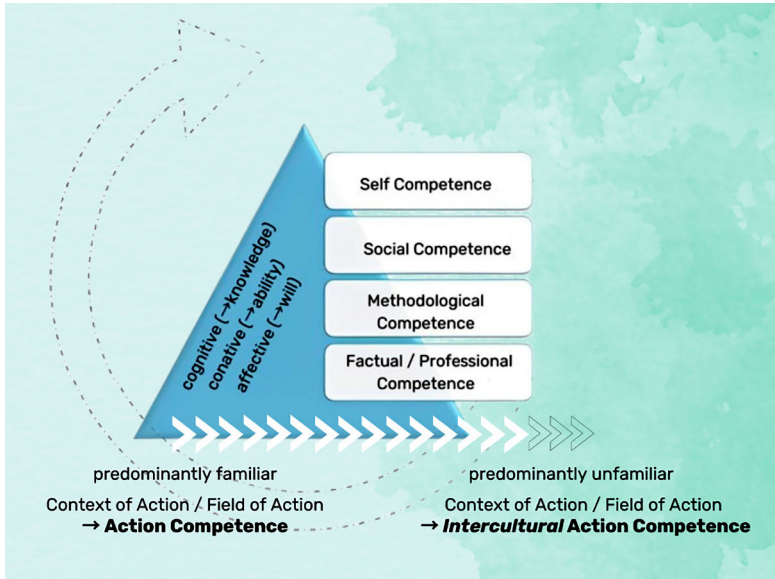 Self Competence
Social Competence
Methodological
Competence
Factual / Professional
Competence
cognitive (→knowledge)
conative (→ability)
affective (→will)
predominantly familiar
Context of Action / Field of Action
→ Action Competence
predominantly unfamiliar
Context of Action / Field of Action
→ Intercultural Action Competence